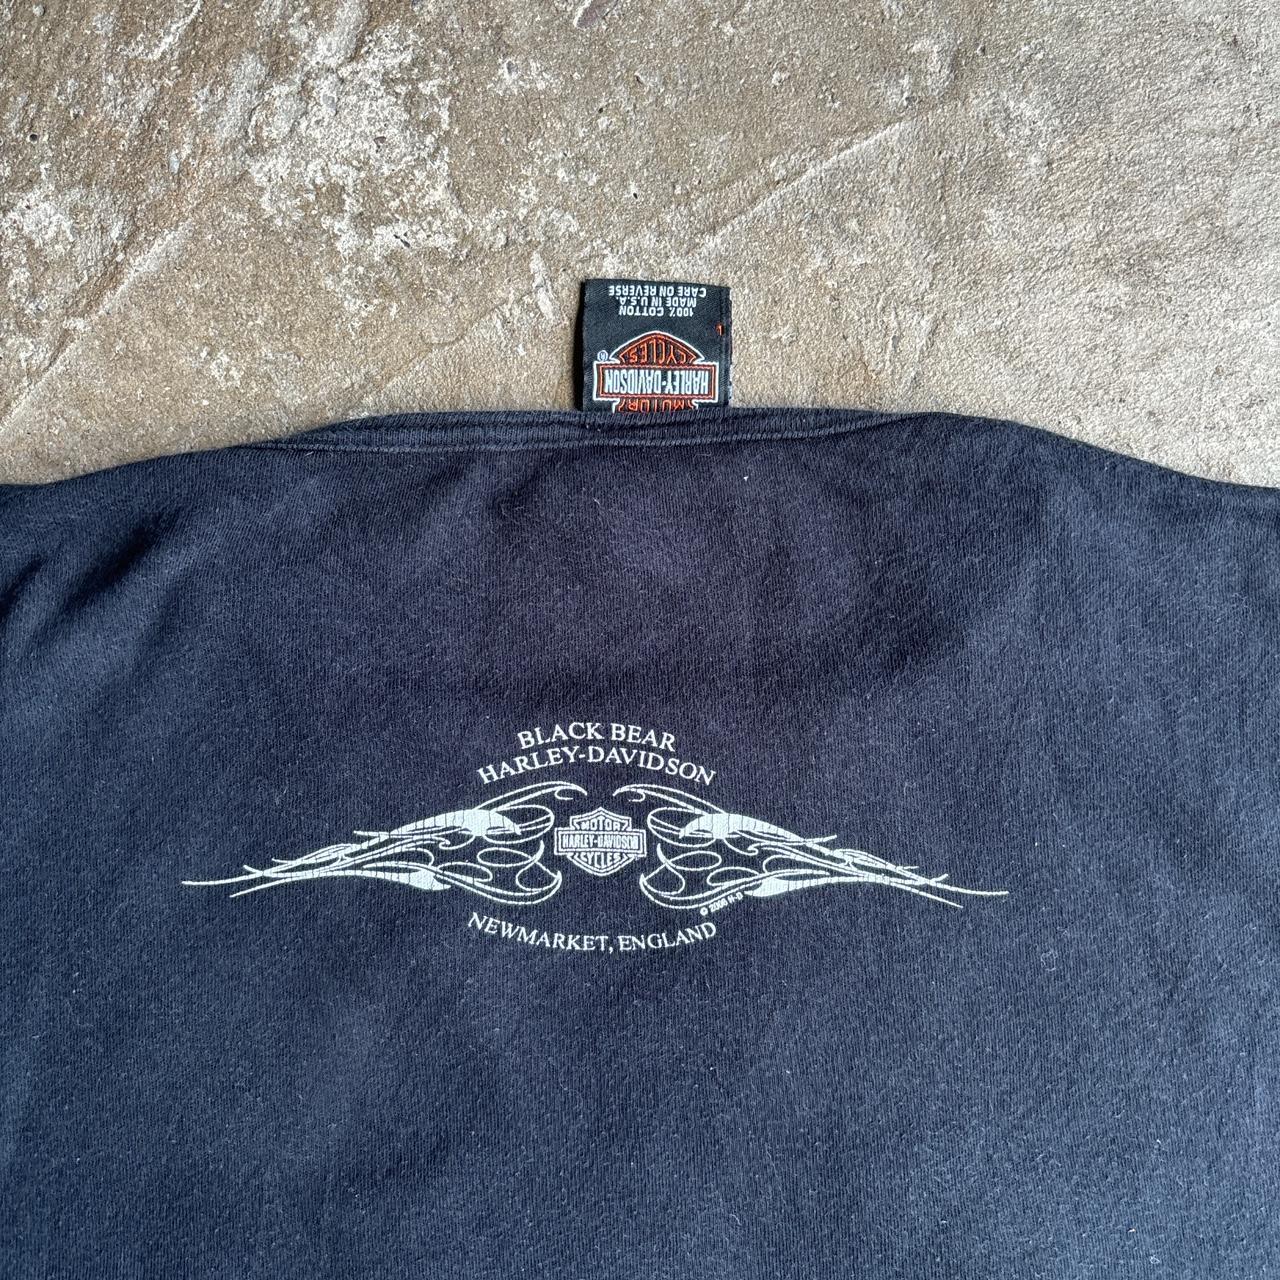 100% COTTON
MADE IN U.S.A.
CARE ON REVERSE
MOTOR
HARLEY-DAVIDSON
CYCLES
®
BLACK BEAR
HARLEY-DAVIDSON
MOTOR
HARLEY-DAVIDSON
CYCLES
© 2006 H-D
NEWMARKET, ENGLAND